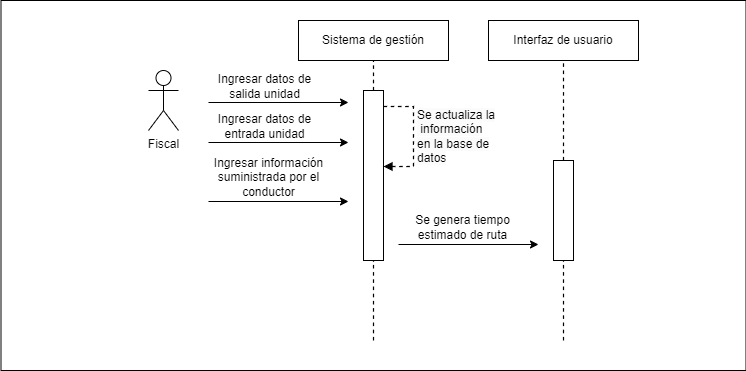 Sistema de gestión
Interfaz de usuario
Fiscal
Ingresar datos de
salida unidad
Ingresar datos de
entrada unidad
Ingresar información
suministrada por el
conductor
Se actualiza la
información
en la base de
datos
Se genera tiempo
estimado de ruta